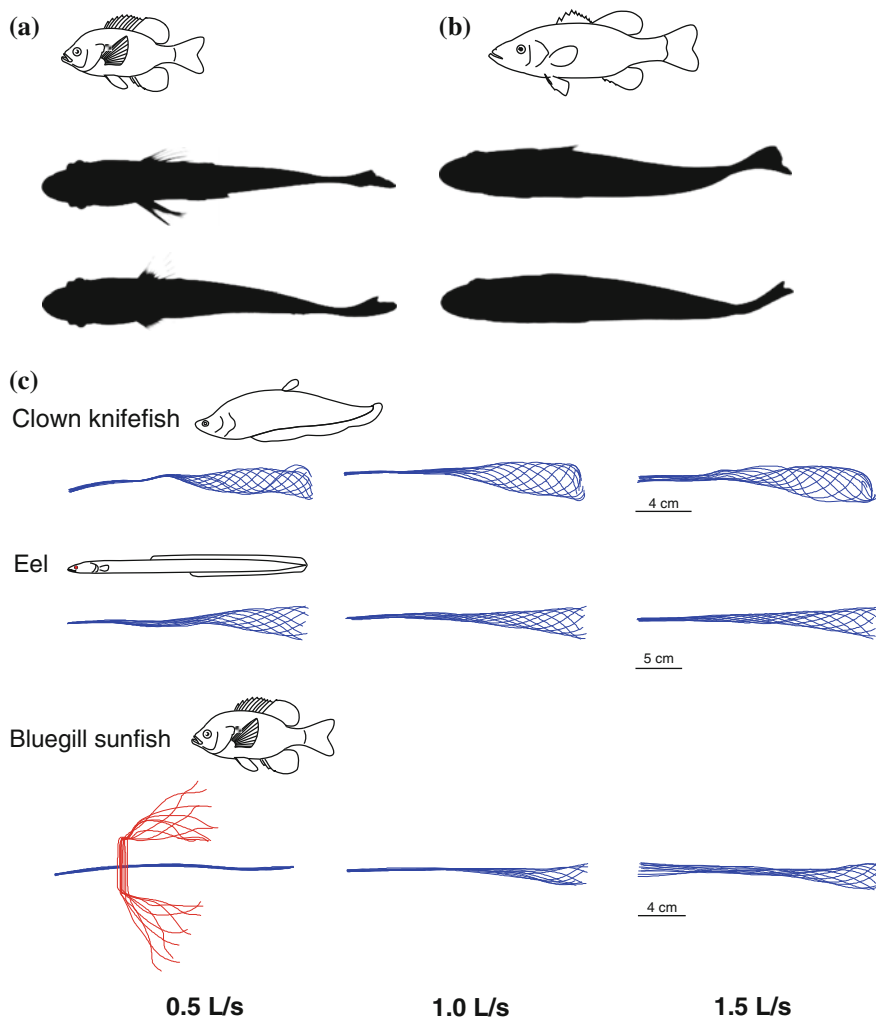 (a)
(b)
(c)
Clown knifefish
4 cm
Eel
5 cm
Bluegill sunfish
4 cm
0.5 L/s
1.0 L/s
1.5 L/s